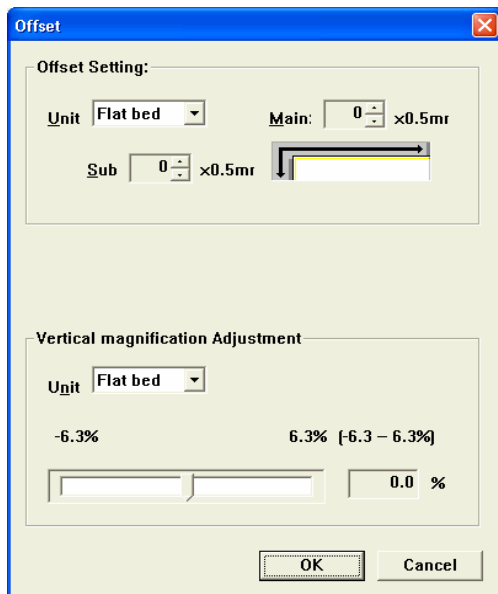 Offset
Offset Setting:
Unit Flat bed Main: 0 ×0.5mr
Sub 0 ×0.5mr
Vertical magnification Adjustment
Unit Flat bed
-6.3% 6.3% (-6.3 – 6.3%)
0.0 %
OK Cancel